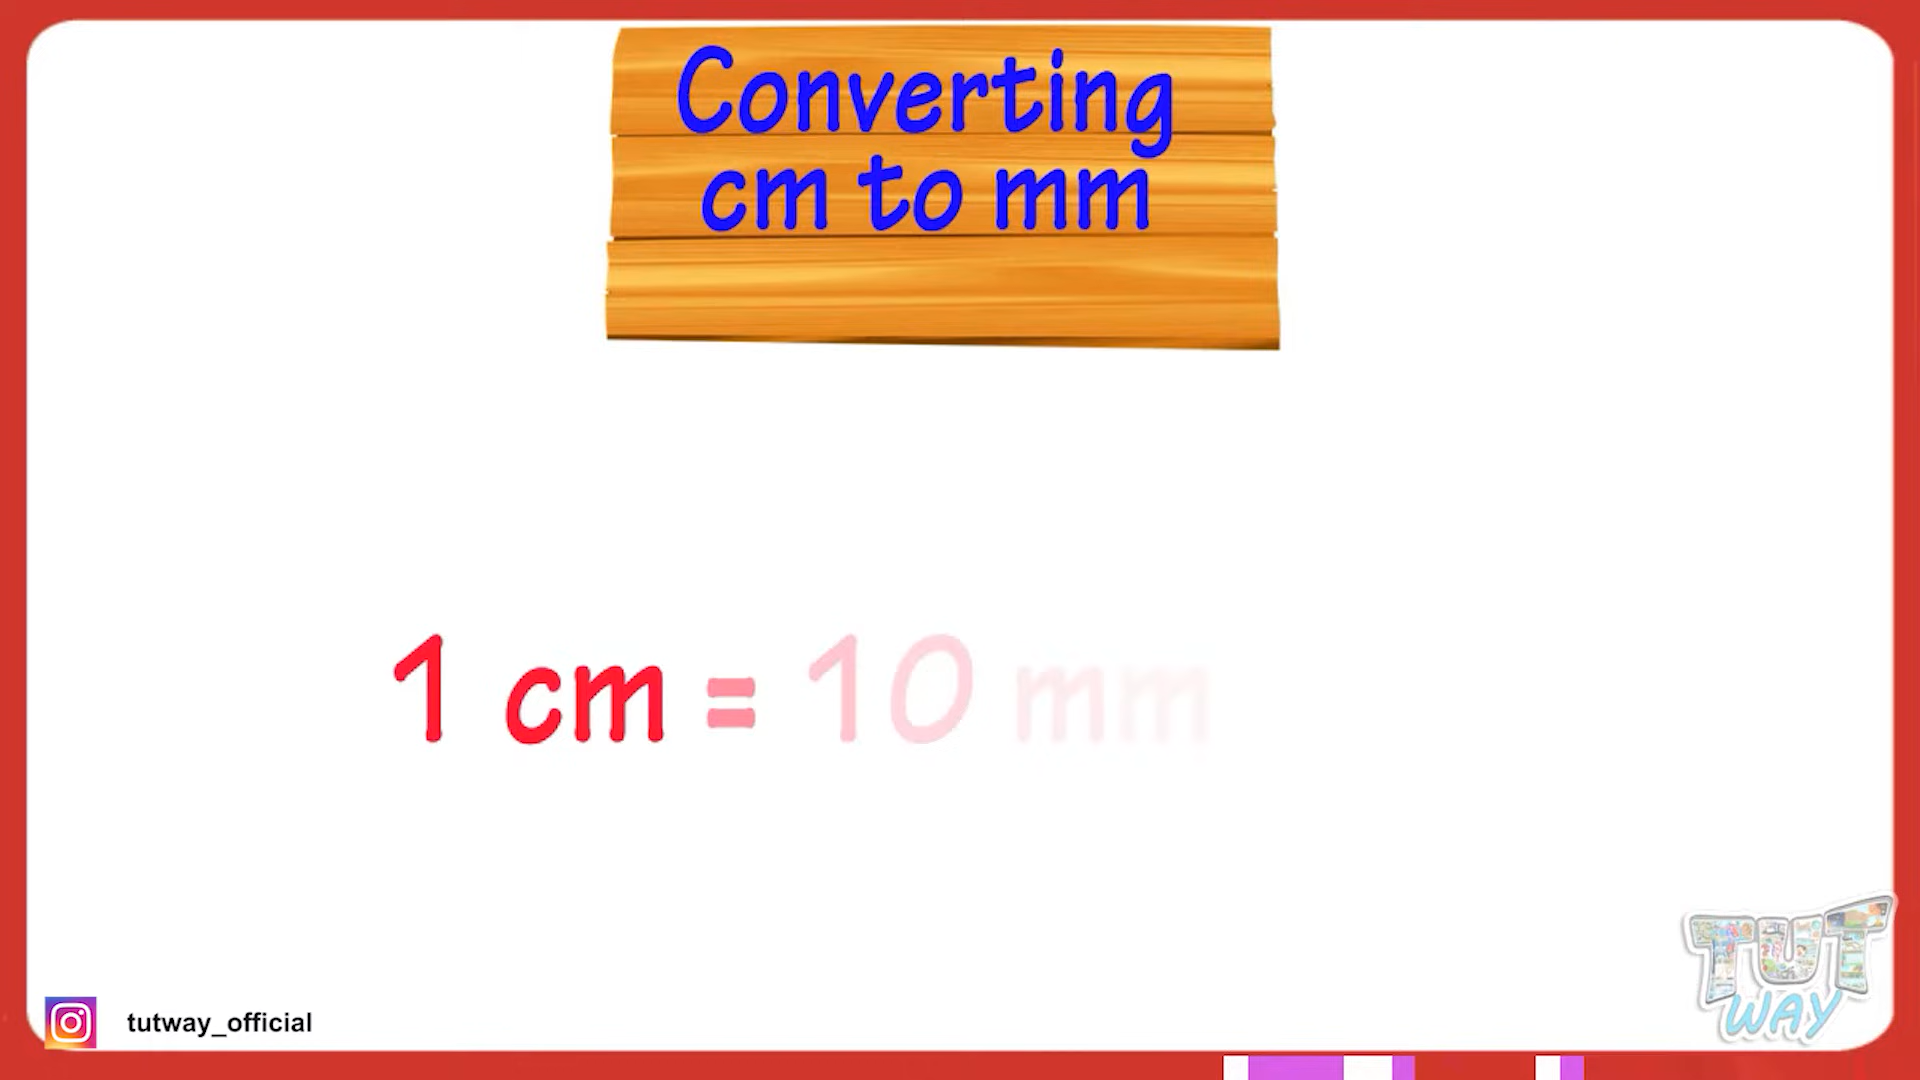 Converting
cm to mm
1 cm = 10 mm
TUT
WAY
tutway_official